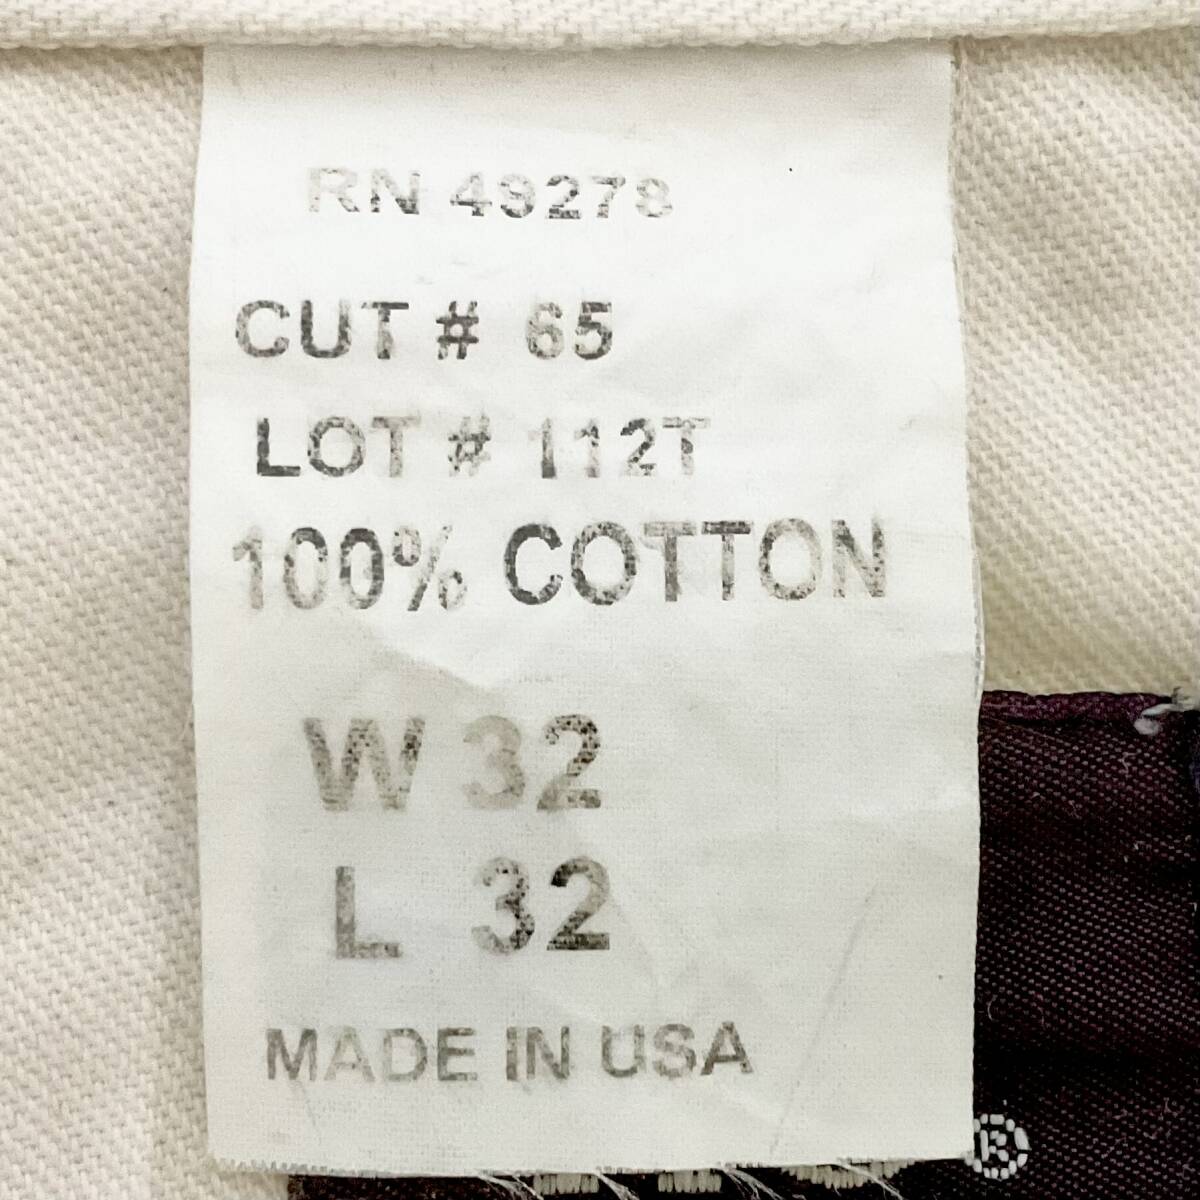 RN 49278
CUT # 65
LOT # 112T
100% COTTON
W 32
L 32
MADE IN USA
®